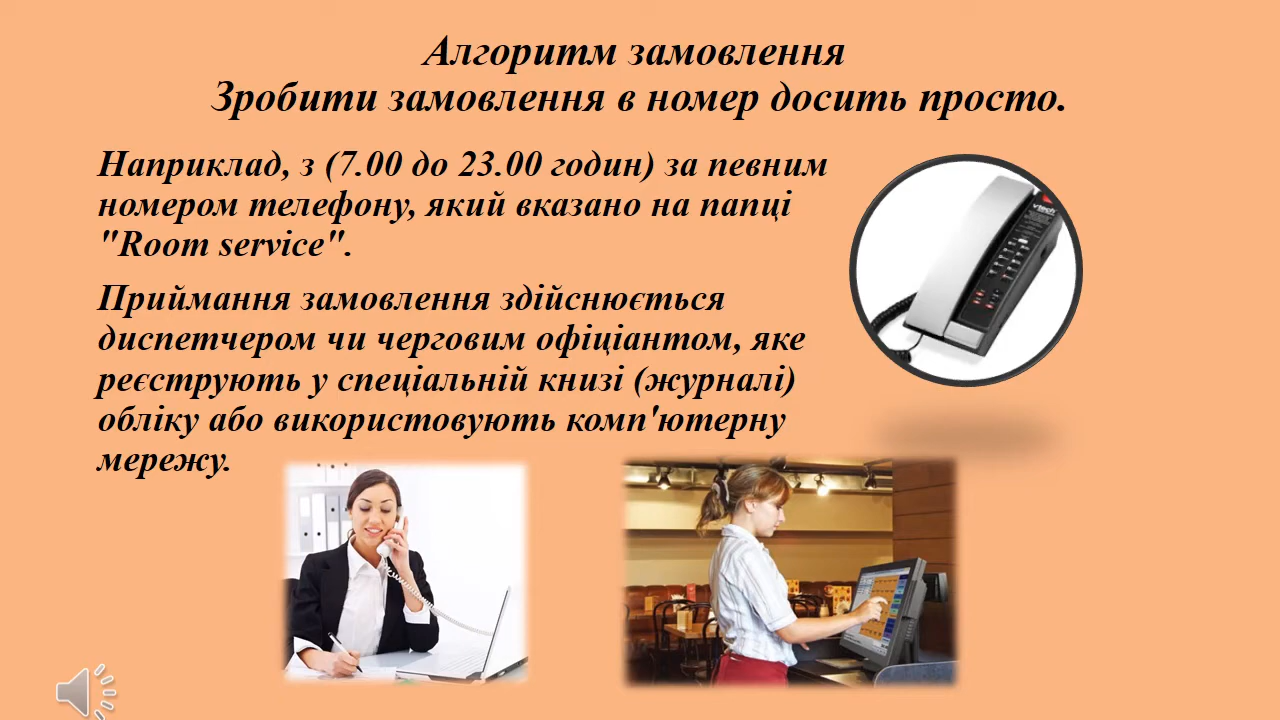 Алгоритм замовлення
Зробити замовлення в номер досить просто.
Наприклад, з (7.00 до 23.00 годин) за певним
номером телефону, який вказано на папці
"Room service".
Приймання замовлення здійснюється
диспетчером чи черговим офіціантом, яке
реєструють у спеціальній книзі (журналі)
обліку або використовують комп'ютерну
мережу.
vtech